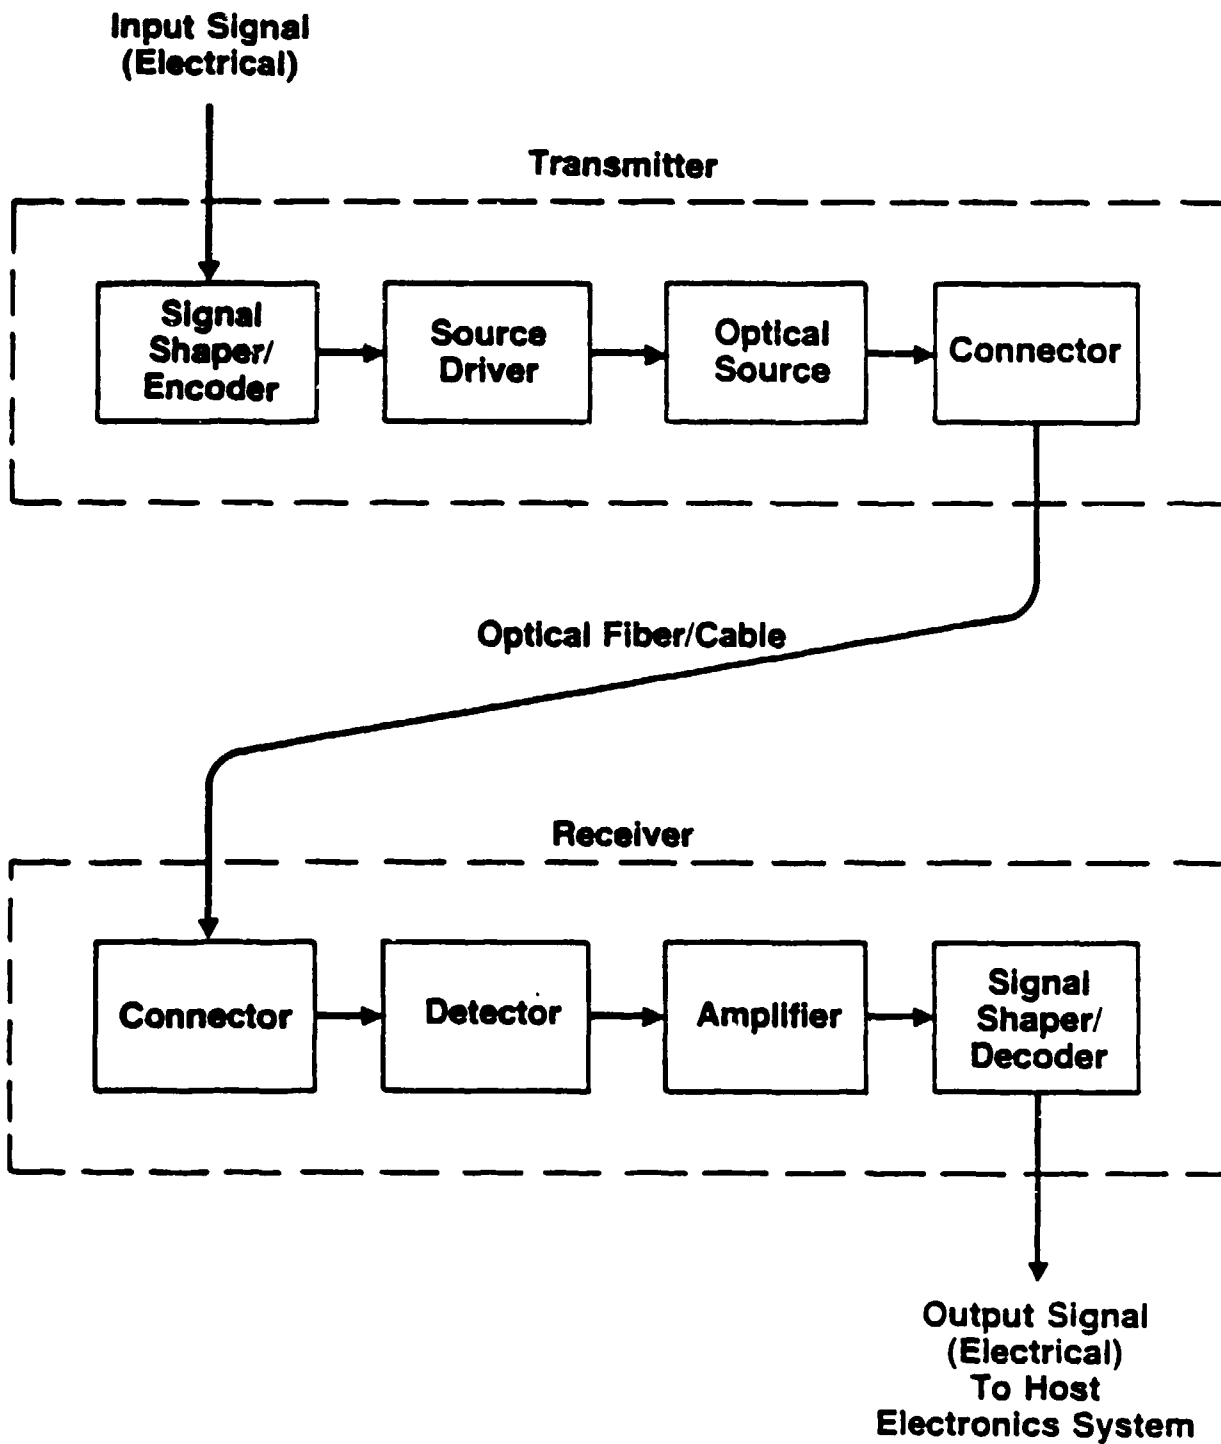 Input Signal
(Electrical)
Transmitter
Signal
Shaper/
Encoder
Source
Driver
Optical
Source
Connector
Optical Fiber/Cable
Receiver
Connector
Detector
Amplifier
Signal
Shaper/
Decoder
Output Signal
(Electrical)
To Host
Electronics System